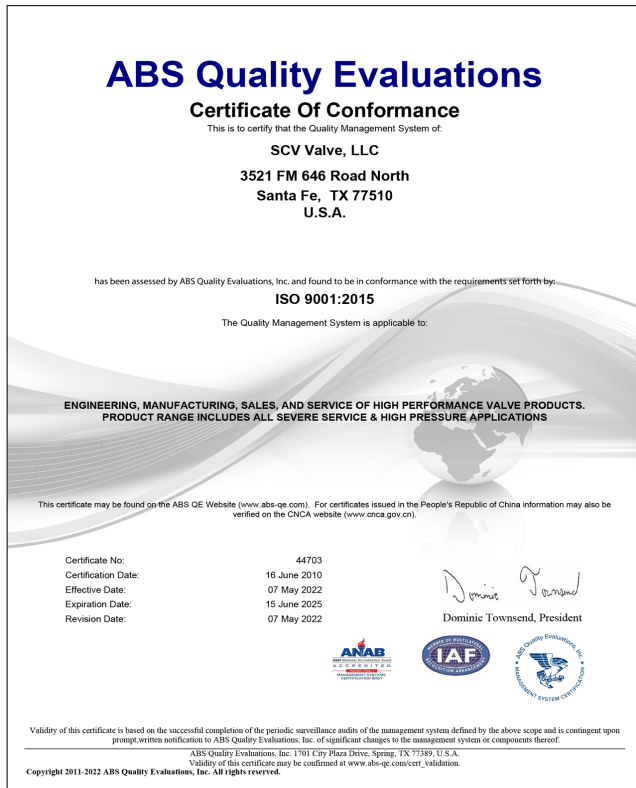 ABS Quality Evaluations
Certificate Of Conformance
This is to certify that the Quality Management System of:
SCV Valve, LLC
3521 FM 646 Road North
Santa Fe, TX 77510
U.S.A.
has been assessed by ABS Quality Evaluations, Inc. and found to be in conformance with the requirements set forth by:
ISO 9001:2015
The Quality Management System is applicable to:
ENGINEERING, MANUFACTURING, SALES, AND SERVICE OF HIGH PERFORMANCE VALVE PRODUCTS.
PRODUCT RANGE INCLUDES ALL SEVERE SERVICE & HIGH PRESSURE APPLICATIONS
This certificate may be found on the ABS QE Website (www.abs-qe.com). For certificates issued in the People's Republic of China information may also be
verified on the CNCA website (www.cnca.gov.cn).
Certificate No: 44703
Certification Date: 16 June 2010
Effective Date: 07 May 2022
Expiration Date: 15 June 2025
Revision Date: 07 May 2022
Dominic Townsend
Dominic Townsend, President
ANAB
ANSI National Accreditation Board
ACCREDITED
MANAGEMENT SYSTEMS
CERTIFICATION BODY
MEMBER OF MULTILATERAL
IAF
RECOGNITION ARRANGEMENT
ABS Quality Evaluations, Inc.
MANAGEMENT SYSTEM CERTIFICATION
Validity of this certificate is based on the successful completion of the periodic surveillance audits of the management system defined by the above scope and is contingent upon
prompt,written notification to ABS Quality Evaluations, Inc. of significant changes to the management system or components thereof.
ABS Quality Evaluations, Inc. 1701 City Plaza Drive, Spring, TX 77389, U.S.A.
Validity of this certificate may be confirmed at www.abs-qe.com/cert_validation.
Copyright 2011-2022 ABS Quality Evaluations, Inc. All rights reserved.